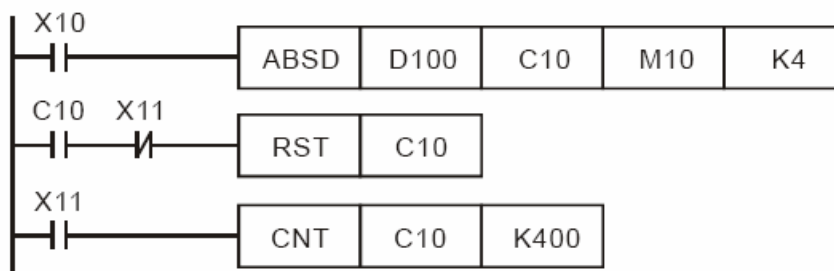 X10
ABSD D100 C10 M10 K4
C10 X11
RST C10
X11
CNT C10 K400